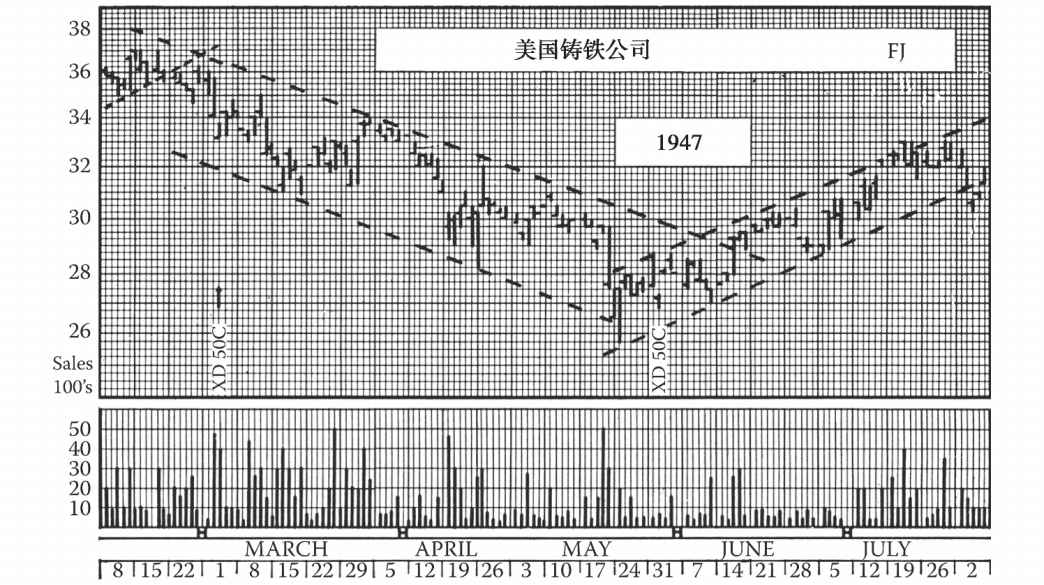 美国铸铁公司 FJ
1947
38
36
34
32
30
28
26
Sales
100's
XD 50C
XD 50C
50
40
30
20
10
MARCH APRIL MAY JUNE JULY
8 15 22 1 8 15 22 29 5 12 19 26 3 10 17 24 31 7 14 21 28 5 12 19 26 2